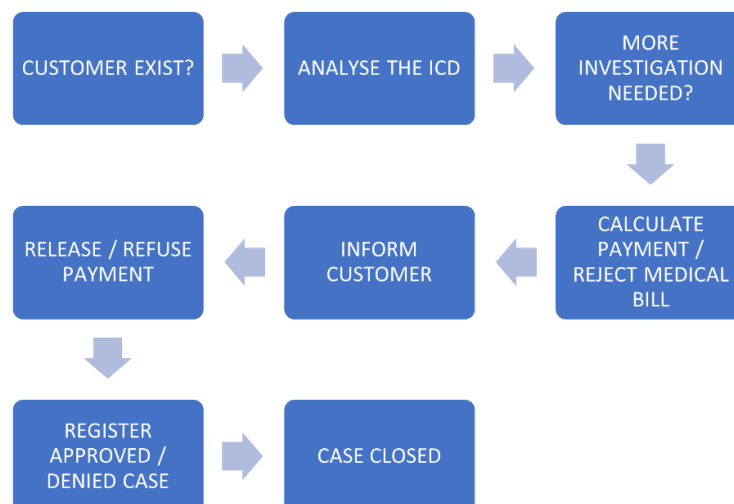 CUSTOMER EXIST?
ANALYSE THE ICD
MORE
INVESTIGATION
NEEDED?
CALCULATE
PAYMENT /
REJECT MEDICAL
BILL
INFORM
CUSTOMER
RELEASE / REFUSE
PAYMENT
REGISTER
APPROVED /
DENIED CASE
CASE CLOSED